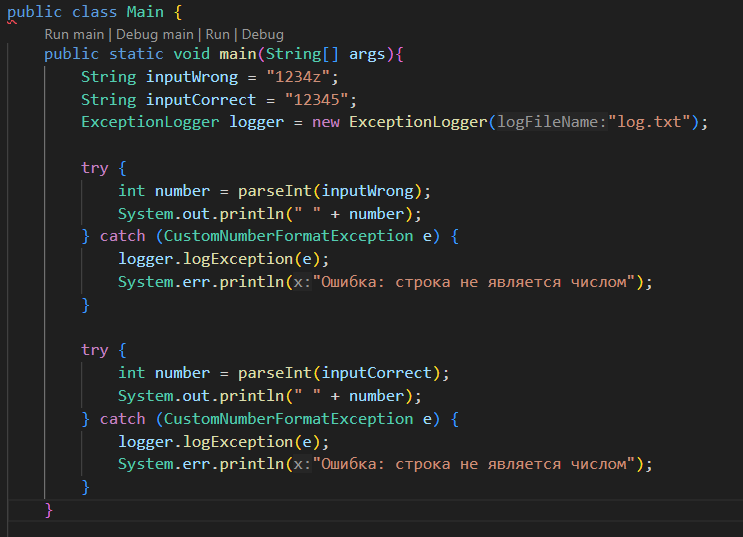 public class Main {
Run main | Debug main | Run | Debug
public static void main(String[] args){
String inputWrong = "1234z";
String inputCorrect = "12345";
ExceptionLogger logger = new ExceptionLogger(logFileName:"log.txt");
try {
int number = parseInt(inputWrong);
System.out.println(" " + number);
} catch (CustomNumberFormatException e) {
logger.logException(e);
System.err.println(x:"Ошибка: строка не является числом");
}
try {
int number = parseInt(inputCorrect);
System.out.println(" " + number);
} catch (CustomNumberFormatException e) {
logger.logException(e);
System.err.println(x:"Ошибка: строка не является числом");
}
}